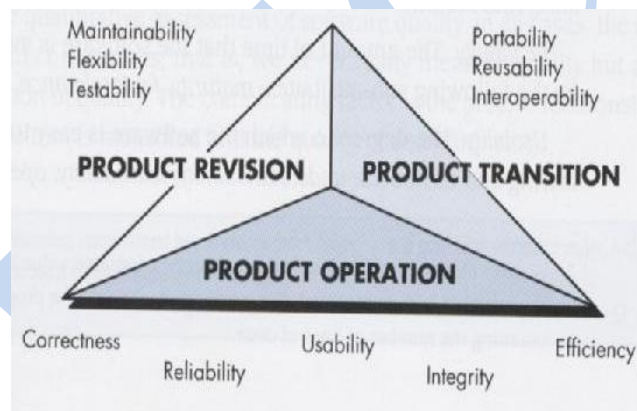 Maintainability
Flexibility
Testability
Portability
Reusability
Interoperability
PRODUCT REVISION
PRODUCT TRANSITION
PRODUCT OPERATION
Correctness
Reliability
Usability
Integrity
Efficiency